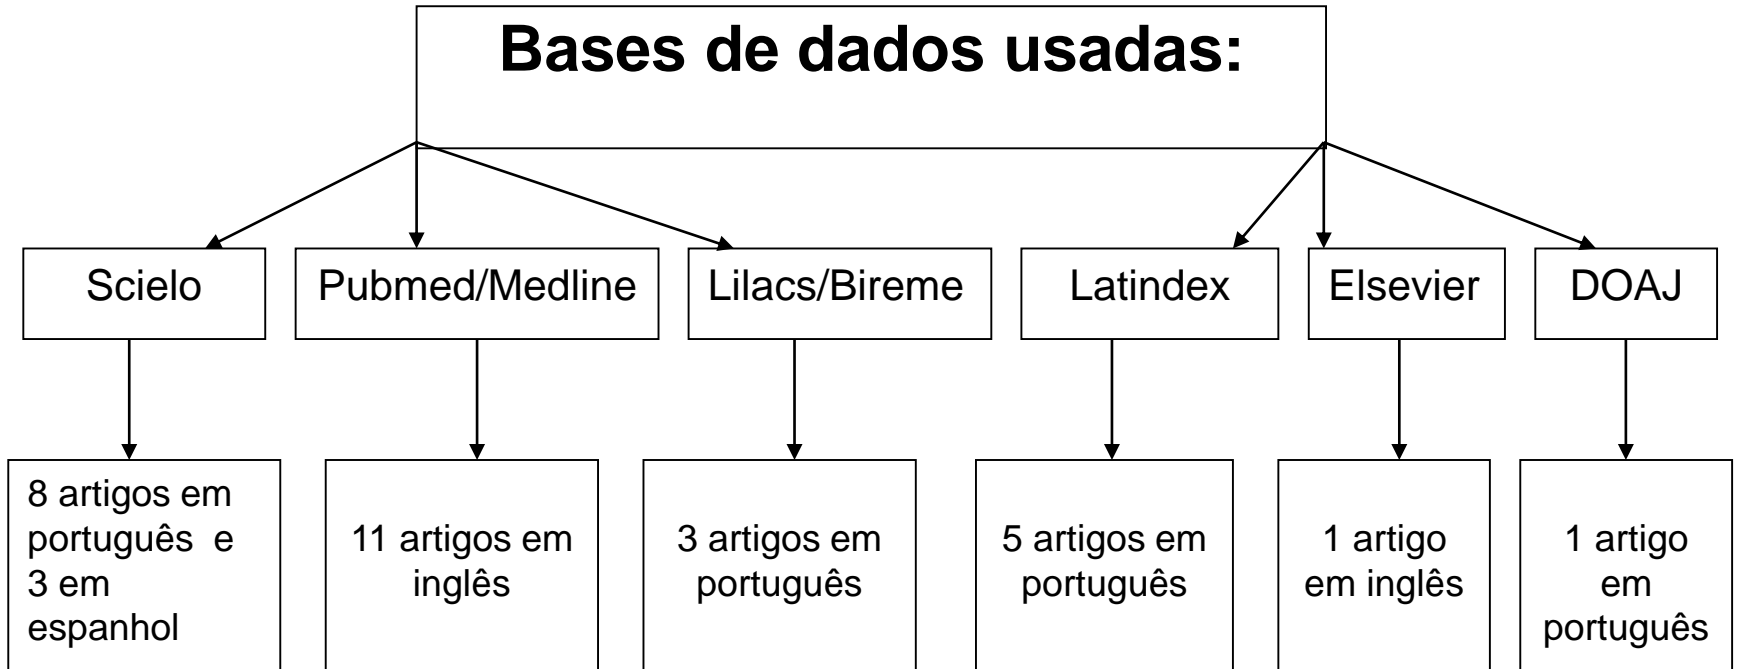 Bases de dados usadas:
Scielo
Pubmed/Medline
Lilacs/Bireme
Latindex
Elsevier
DOAJ
8 artigos em
português e
3 em
espanhol
11 artigos em
inglês
3 artigos em
português
5 artigos em
português
1 artigo
em inglês
1 artigo
em
português